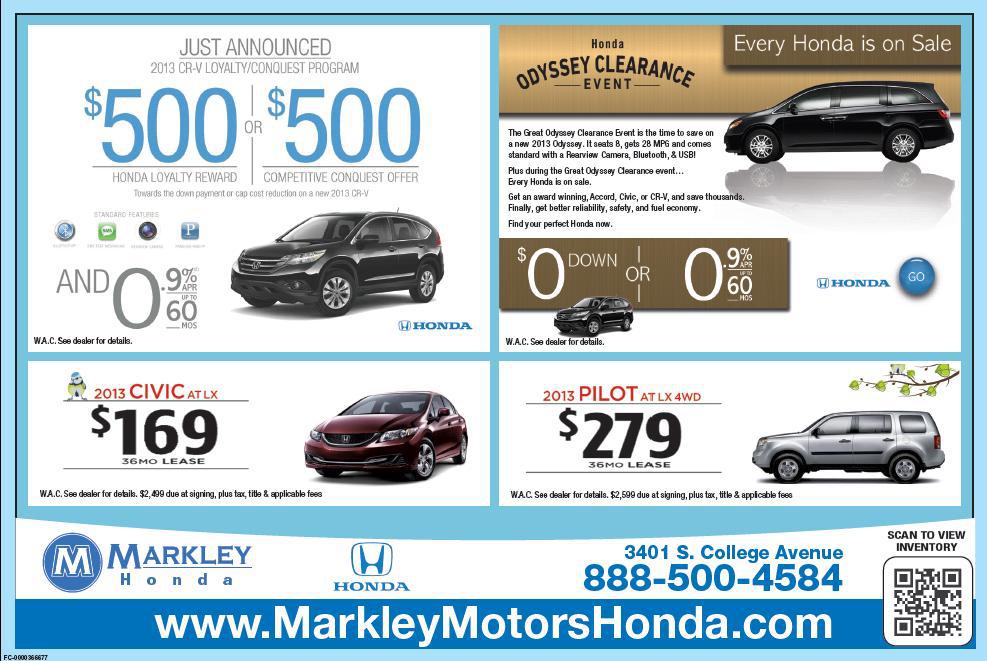 JUST ANNOUNCED
2013 CR-V LOYALTY/CONQUEST PROGRAM
$500 OR $500
HONDA LOYALTY REWARD
COMPETITIVE CONQUEST OFFER
Towards the down payment or cap cost reduction on a new 2013 CR-V
STANDARD FEATURES
AND 0.9% APR UP TO 60 MOS
HONDA
W.A.C. See dealer for details.
Every Honda is on Sale
Honda
ODYSSEY CLEARANCE
EVENT
The Great Odyssey Clearance Event is the time to save on
a new 2013 Odyssey. It seats 8, gets 28 MPG and comes
standard with a Rearview Camera, Bluetooth, & USB!
Plus during the Great Odyssey Clearance event...
Every Honda is on sale.
Get an award winning, Accord, Civic, or CR-V, and save thousands.
Finally, get better reliability, safety, and fuel economy.
Find your perfect Honda now.
$0 DOWN OR 0.9% APR UP TO 60 MOS
HONDA
GO
W.A.C. See dealer for details.
2013 CIVIC AT LX
$169
36MO LEASE
W.A.C. See dealer for details. $2,499 due at signing, plus tax, title & applicable fees
2013 PILOT AT LX 4WD
$279
36MO LEASE
W.A.C. See dealer for details. $2,599 due at signing, plus tax, title & applicable fees
M MARKLEY
Honda
HONDA
3401 S. College Avenue
888-500-4584
SCAN TO VIEW
INVENTORY
www.MarkleyMotorsHonda.com
FC-0000366677